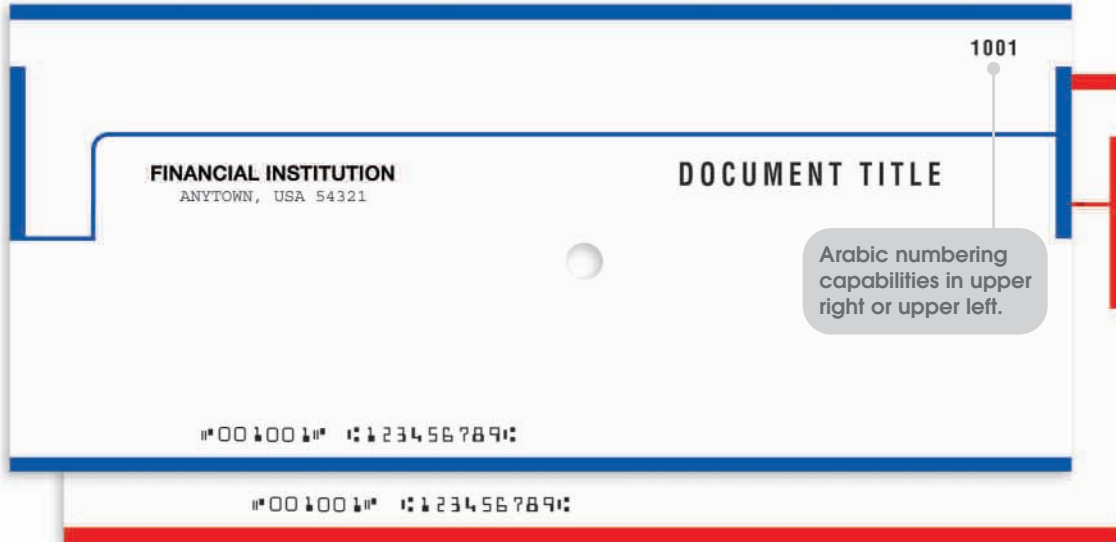 1001
FINANCIAL INSTITUTION
ANYTOWN, USA 54321
DOCUMENT TITLE
Arabic numbering
capabilities in upper
right or upper left.
⑈001001⑈ ⑆123456789⑆
⑈001001⑈ ⑆123456789⑆